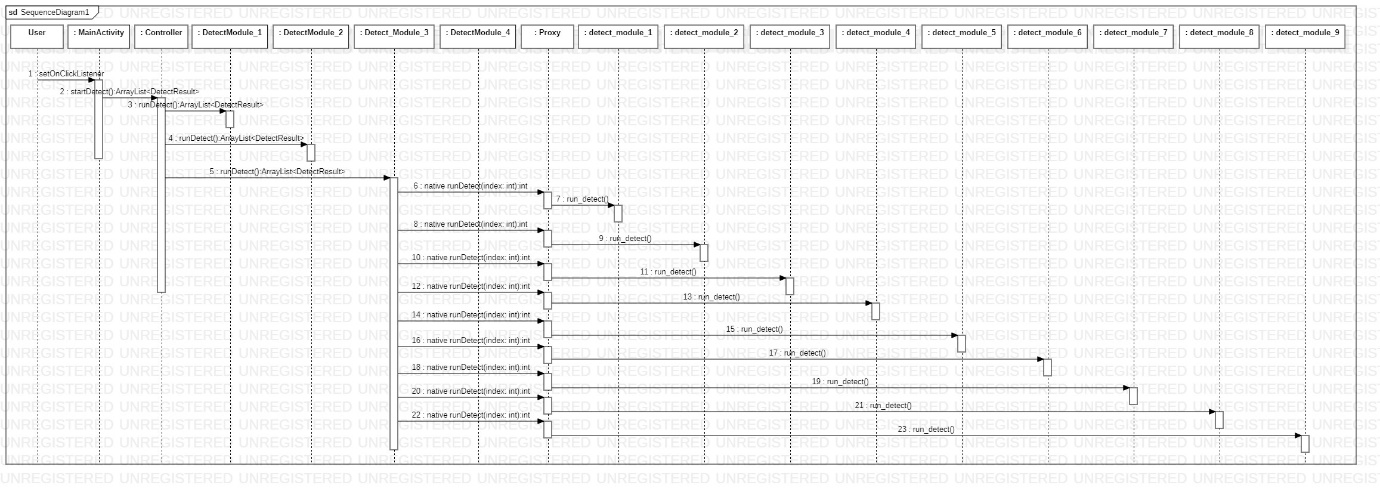 sd SequenceDiagram1
User
: MainActivity
: Controller
: DetectModule_1
: DetectModule_2
: Detect_Module_3
: DetectModule_4
: Proxy
: detect_module_1
: detect_module_2
: detect_module_3
: detect_module_4
: detect_module_5
: detect_module_6
: detect_module_7
: detect_module_8
: detect_module_9
1 : setOnClickListener
2 : startDetect():ArrayList<DetectResult>
3 : runDetect():ArrayList<DetectResult>
4 : runDetect():ArrayList<DetectResult>
5 : runDetect():ArrayList<DetectResult>
6 : native runDetect(index: int):int
7 : run_detect()
8 : native runDetect(index: int):int
9 : run_detect()
10 : native runDetect(index: int):int
11 : run_detect()
12 : native runDetect(index: int):int
13 : run_detect()
14 : native runDetect(index: int):int
15 : run_detect()
16 : native runDetect(index: int):int
17 : run_detect()
18 : native runDetect(index: int):int
19 : run_detect()
20 : native runDetect(index: int):int
21 : run_detect()
22 : native runDetect(index: int):int
23 : run_detect()
UNREGISTERED